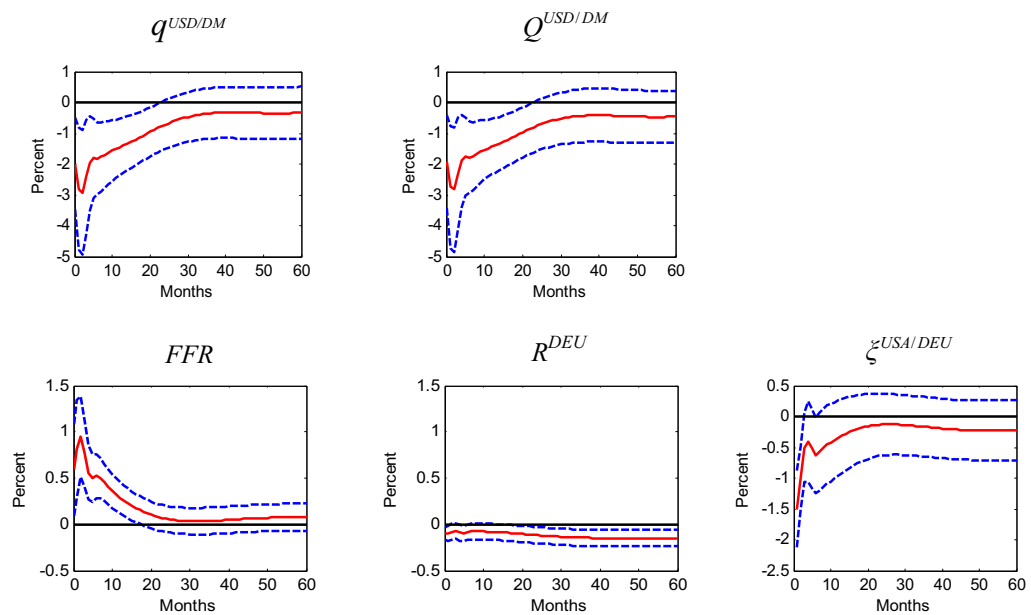 q^{USD/DM} Q^{USD/DM}
1 1
0 0
-1 -1
-2 -2
-3 -3
-4 -4
-5 -5
Percent Percent
0 10 20 30 40 50 60 0 10 20 30 40 50 60
Months Months
FFR R^{DEU} ξ^{USA/DEU}
1.5 1.5 0.5
1 1 0
0.5 0.5 -0.5
0 0 -1
-0.5 -0.5 -1.5
-2
-2.5
Percent Percent Percent
0 10 20 30 40 50 60 0 10 20 30 40 50 60 0 10 20 30 40 50 60
Months Months Months